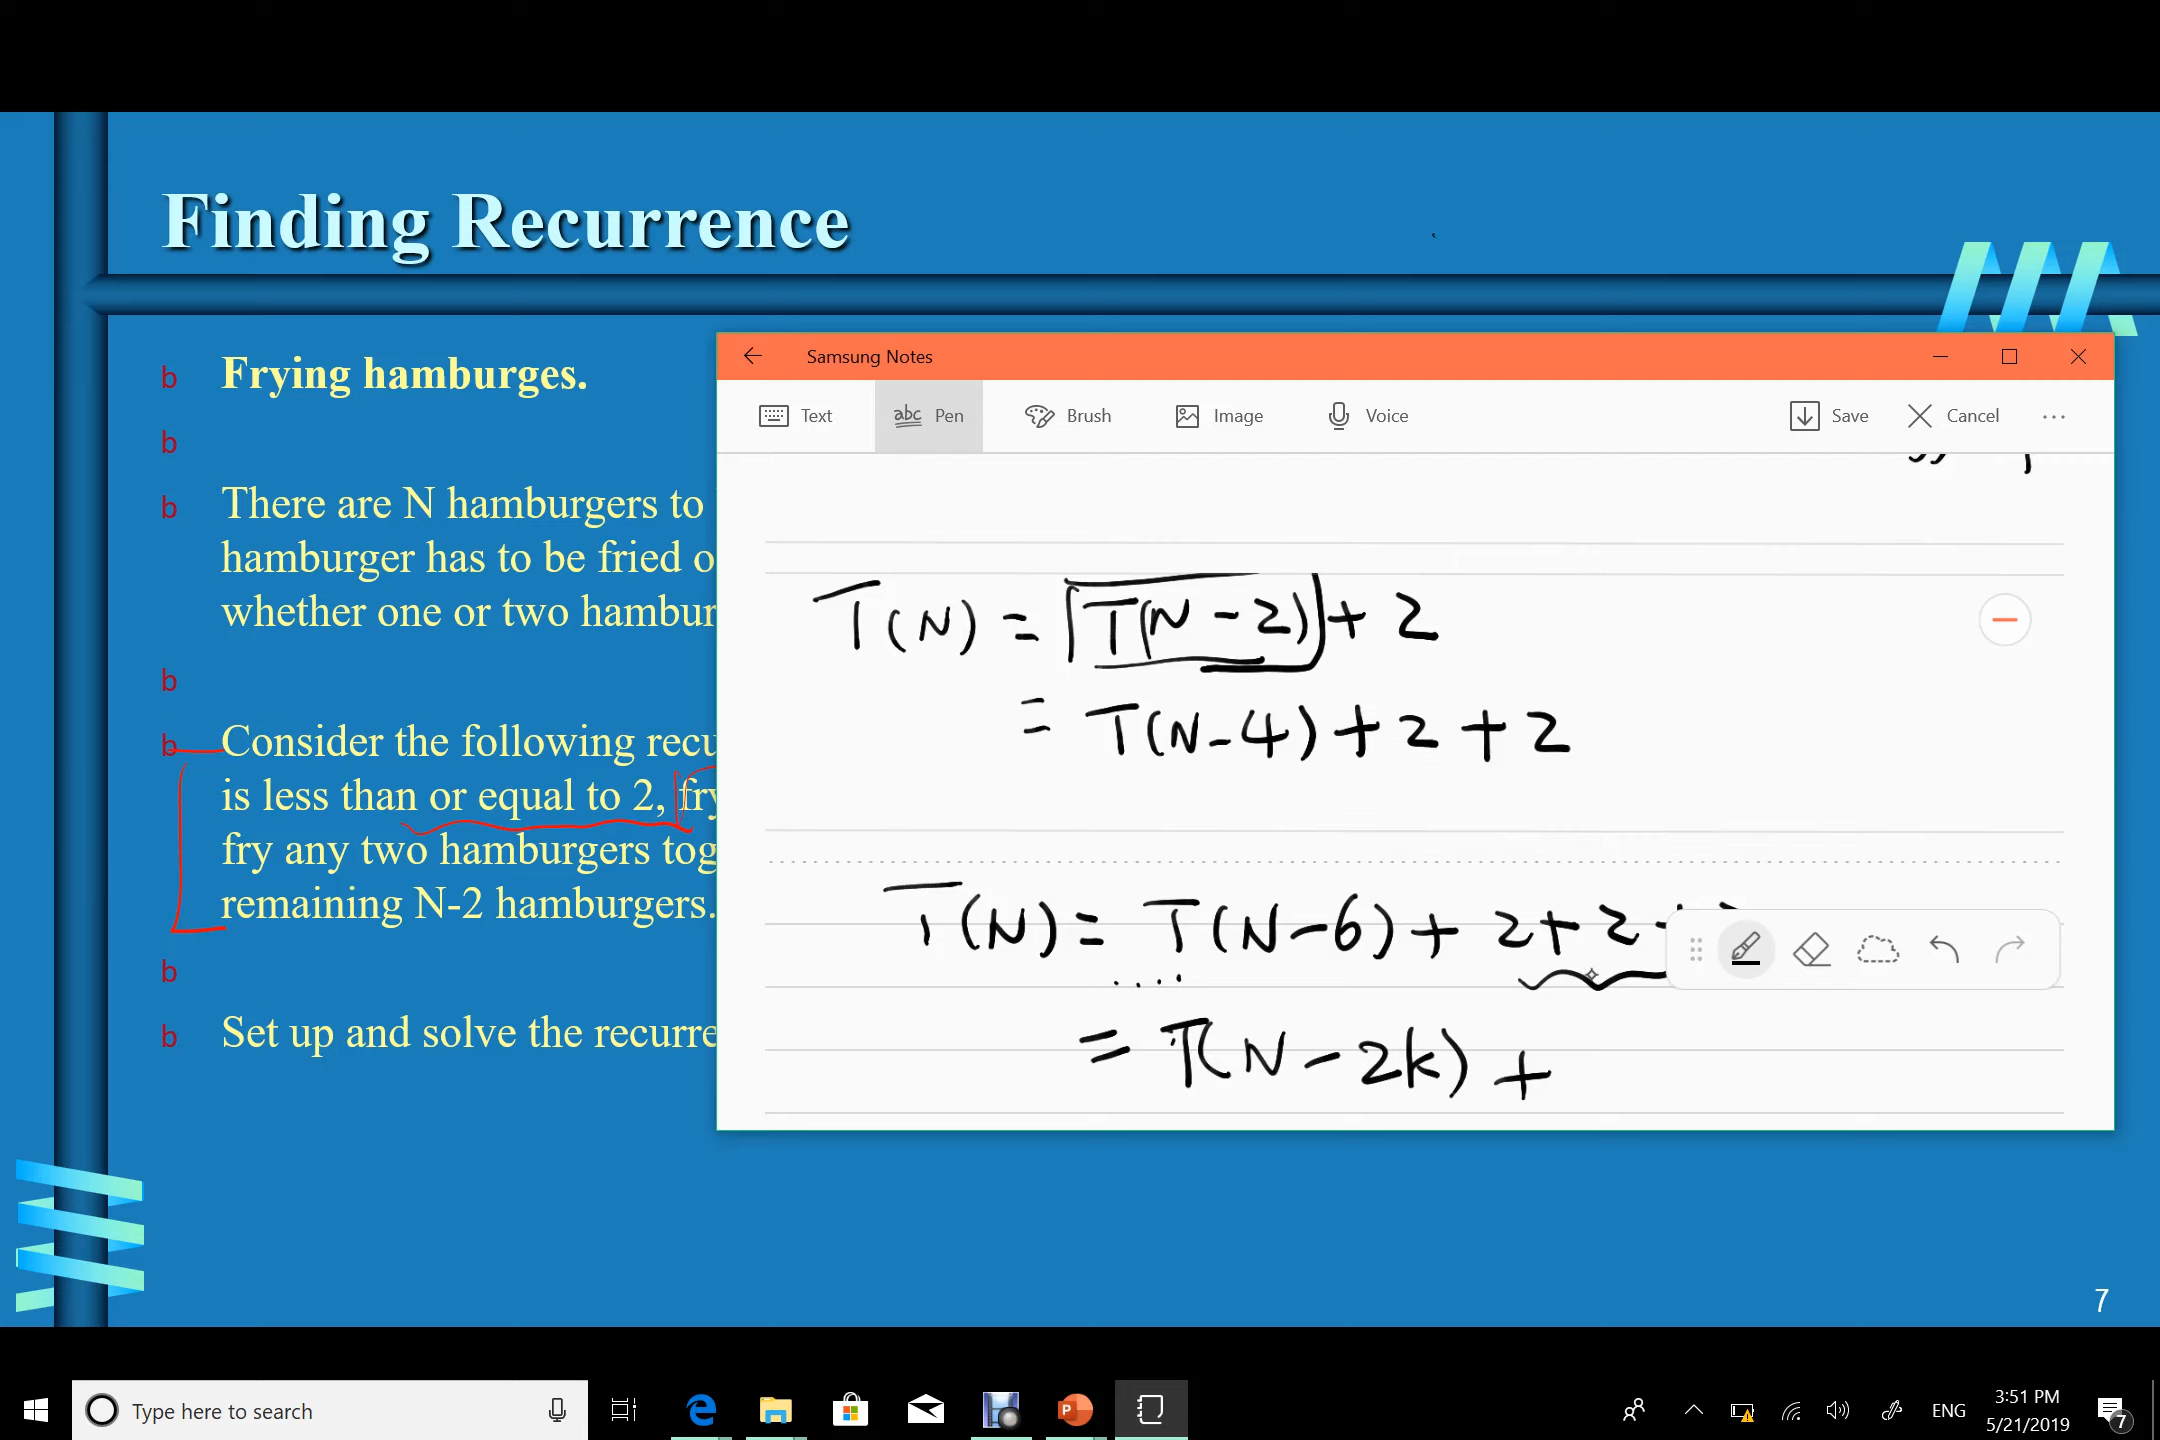 Finding Recurrence
b Frying hamburges.
b
b There are N hamburgers to
hamburger has to be fried o
whether one or two hambur
b
b Consider the following recu
is less than or equal to 2, fry
fry any two hamburgers tog
remaining N-2 hamburgers.
b
b Set up and solve the recurre
Samsung Notes
Text
abc Pen
Brush
Image
Voice
Save
Cancel
...
T(N) = T(N-2) + 2
= T(N-4) + 2 + 2
T(N) = T(N-6) + 2 + 2 +
....
= T(N-2k) +
7
Type here to search
P
ENG
3:51 PM
5/21/2019
7